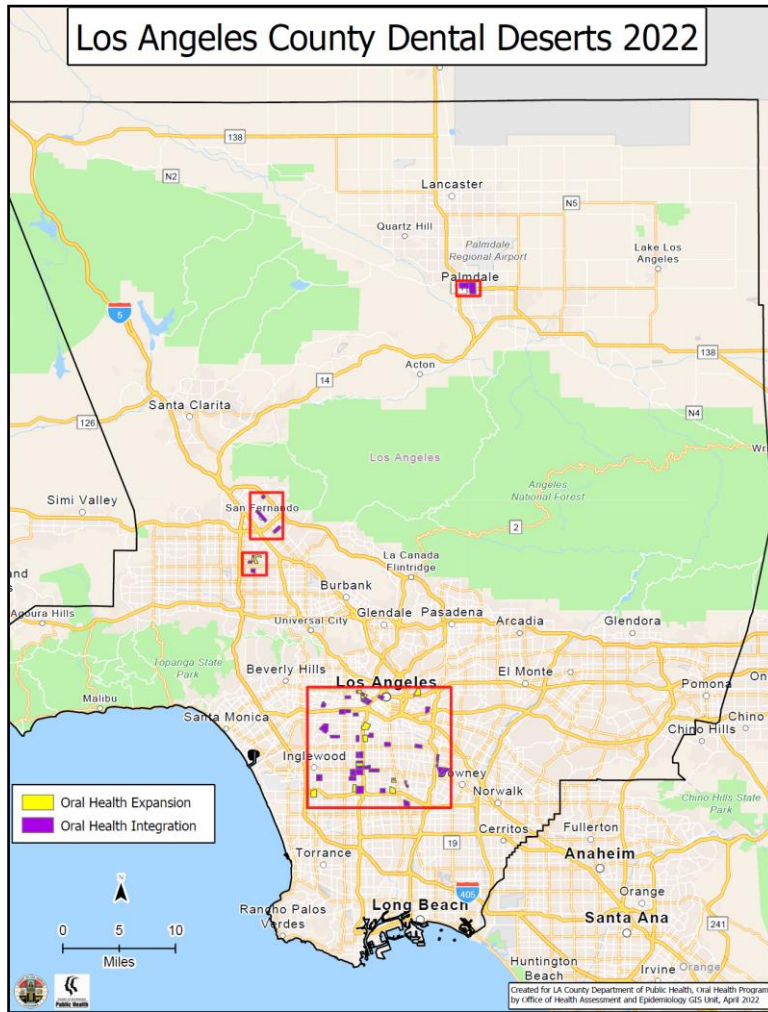 Los Angeles County Dental Deserts 2022
138
N2
Lancaster
N5
Quartz Hill
Palmdale
Regional Airport
Lake Los
Angeles
Palmdale
5
138
Acton
14
Santa Clarita
126
N4
Los Angeles
Wr
Angeles
National Forest
Simi Valley
San Fernando
2
La Canada
Flintridge
and
s
Burbank
Agoura Hills
Glendale
Pasadena
Arcadia
Glendora
Universal City
Topanga State
Park
Beverly Hills
El Monte
Los Angeles
Pomona
On
Malibu
Santa Monica
Chino
Chino Hills
Inglewood
Downey
Norwalk
Chino Hills State
Park
Oral Health Expansion
Oral Health Integration
Cerritos
Fullerton
19
Torrance
Anaheim
N
405
Orange
Rancho Palos
Verdes
Long Beach
Santa Ana
241
0 5 10
Miles
Huntington
Beach
Irvine
Orange
Public Health
Created for LA County Department of Public Health, Oral Health Program
by Office of Health Assessment and Epidemiology GIS Unit, April 2022